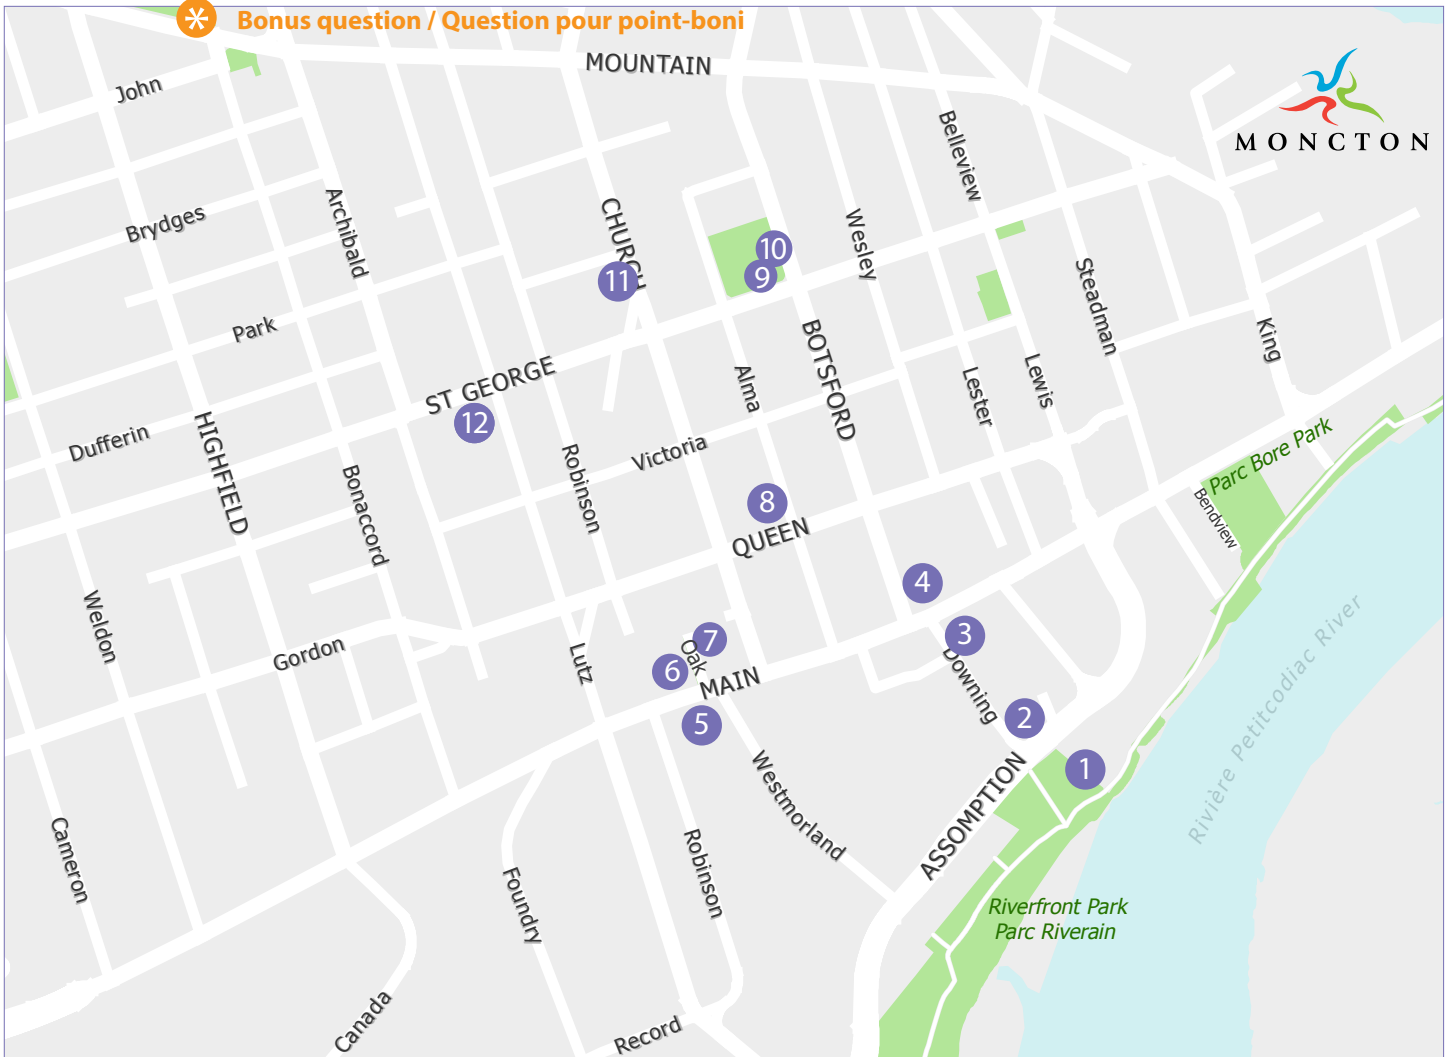 * Bonus question / Question pour point-boni
MOUNTAIN
John
MONCTON
Belleview
Brydges
Archibald
CHURCH
Wesley
10
9
11
Steadman
Park
King
BOTSFORD
ST GEORGE
Alma
Lewis
Lester
12
Dufferin
HIGHFIELD
Victoria
Robinson
Parc Bore Park
Bonaccord
8
QUEEN
Bendview
4
Weldon
3
7
Oak
6
Gordon
Lutz
MAIN
Downing
5
2
1
Westmorland
ASSOMPTION
Rivière Petitcodiac River
Cameron
Robinson
Foundry
Riverfront Park
Parc Riverain
Canada
Record